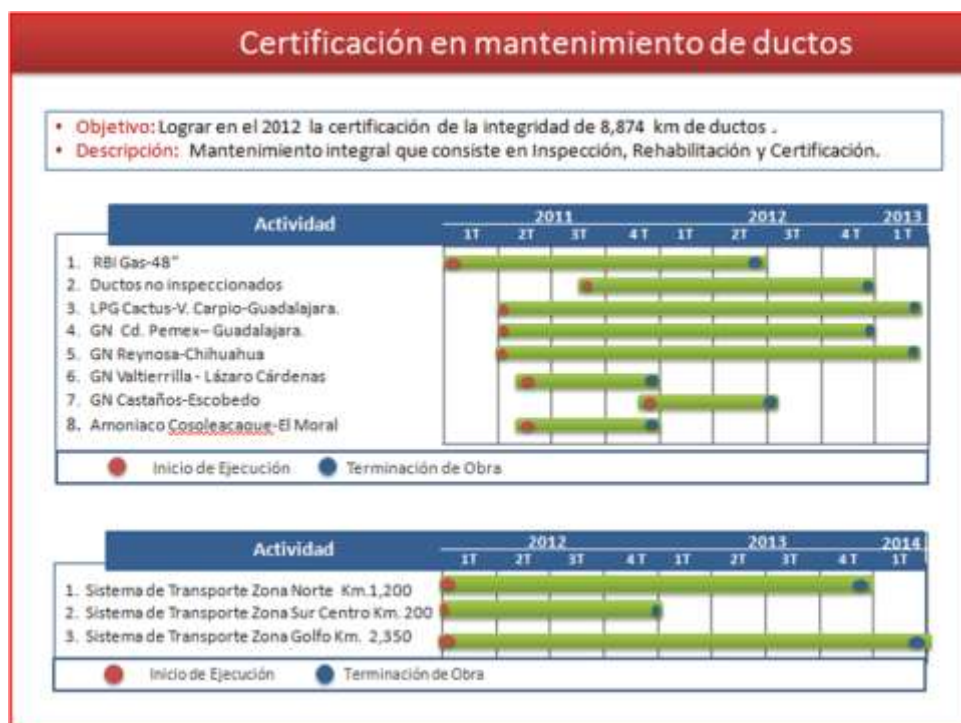 Certificación en mantenimiento de ductos
• Objetivo: Lograr en el 2012 la certificación de la integridad de 8,874 km de ductos .
• Descripción: Mantenimiento integral que consiste en Inspección, Rehabilitación y Certificación.
Actividad 2011 2012 2013
1T 2T 3T 4T 1T 2T 3T 4T 1T
1. RBI Gas-48"
2. Ductos no inspeccionados
3. LPG Cactus-V. Carpio-Guadalajara.
4. GN Cd. Pemex– Guadalajara.
5. GN Reynosa-Chihuahua
6. GN Valtierrilla - Lázaro Cárdenas
7. GN Castaños-Escobedo
8. Amoniaco Cosoleacaque-El Moral
Inicio de Ejecución Terminación de Obra
Actividad 2012 2013 2014
1T 2T 3T 4T 1T 2T 3T 4T 1T
1. Sistema de Transporte Zona Norte Km.1,200
2. Sistema de Transporte Zona Sur Centro Km. 200
3. Sistema de Transporte Zona Golfo Km. 2,350
Inicio de Ejecución Terminación de Obra